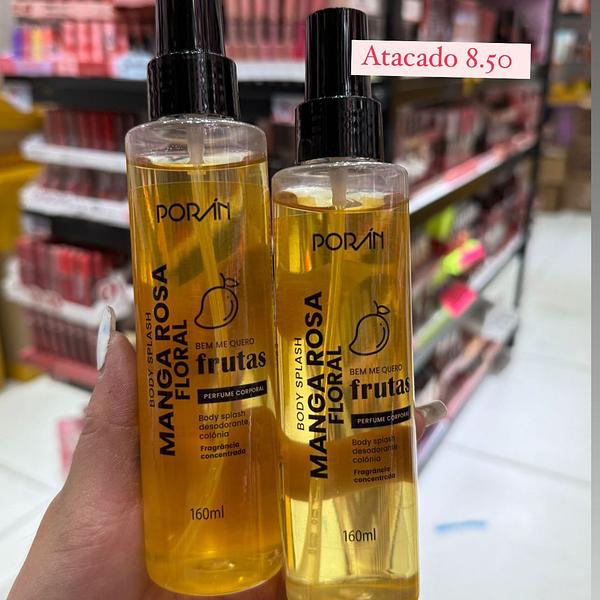 Atacado 8.50
PORÁN
BODY SPLASH
MANGA ROSA
FLORAL
BEM ME QUERO
frutas
PERFUME CORPORAL
Body splash
desodorante
colônia
Fragrância
concentrada
160ml
PORÁN
BODY SPLASH
MANGA ROSA
FLORAL
BEM ME QUERO
frutas
PERFUME CORPORAL
Body splash
desodorante
colônia
Fragrância
concentrada
160ml